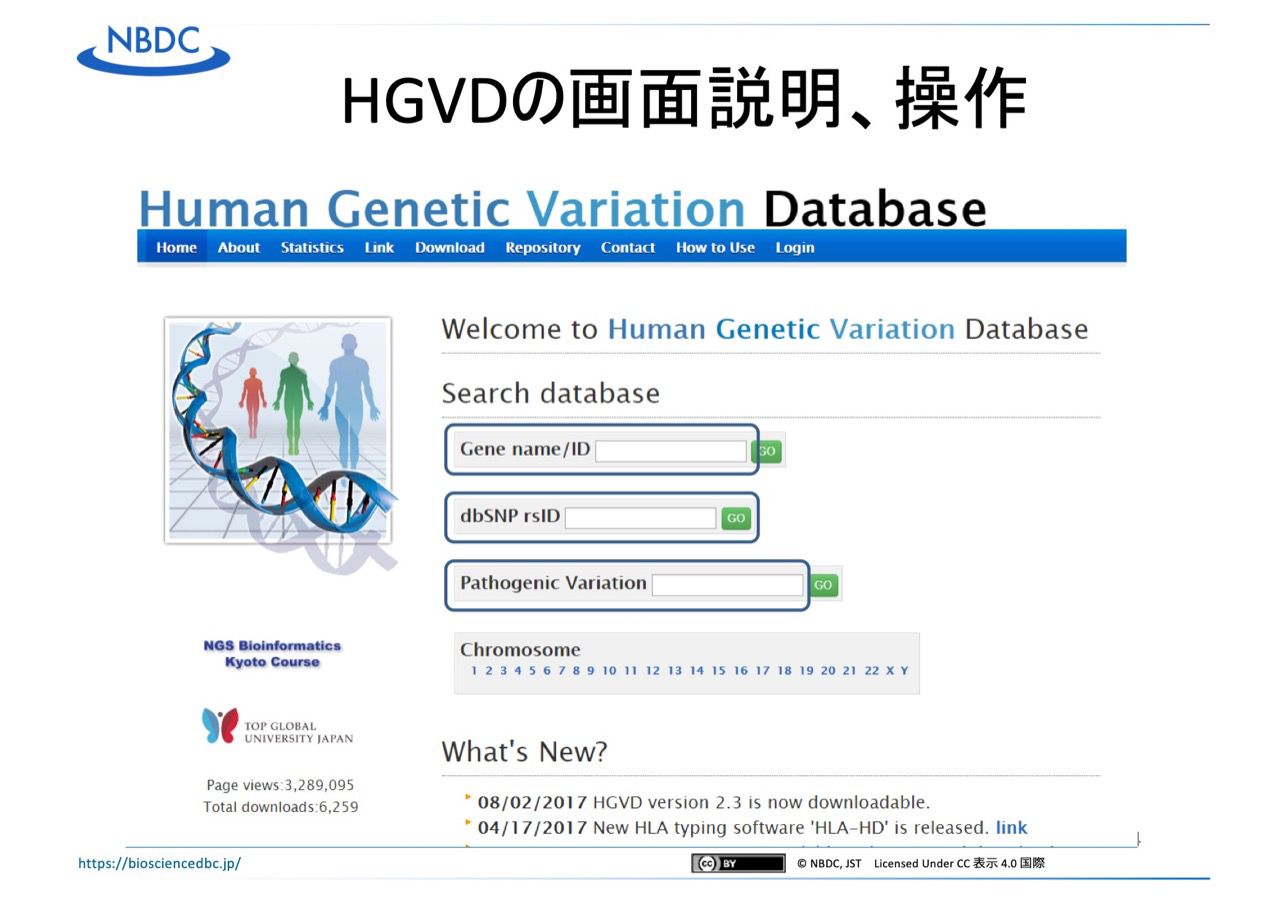 NBDC
HGVDの画面説明、操作
Human Genetic Variation Database
Home About Statistics Link Download Repository Contact How to Use Login
Welcome to Human Genetic Variation Database
Search database
Gene name/ID GO
dbSNP rsID GO
Pathogenic Variation GO
Chromosome
1 2 3 4 5 6 7 8 9 10 11 12 13 14 15 16 17 18 19 20 21 22 X Y
NGS Bioinformatics
Kyoto Course
TOP GLOBAL
UNIVERSITY JAPAN
Page views:3,289,095
Total downloads:6,259
What's New?
08/02/2017 HGVD version 2.3 is now downloadable.
04/17/2017 New HLA typing software 'HLA-HD' is released. link
https://biosciencedbc.jp/
cc BY
© NBDC, JST Licensed Under CC 表示 4.0 国際